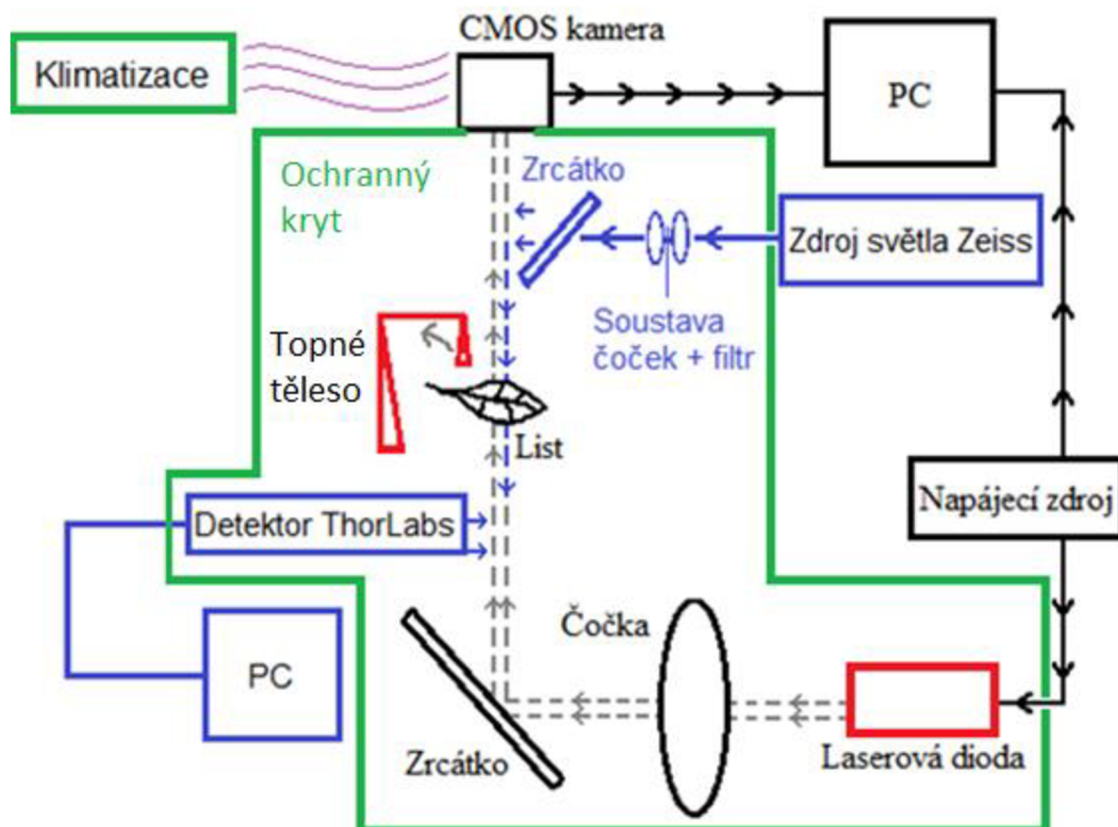 CMOS kamera
Klimatizace
PC
Ochranný
kryt
Zrcátko
Zdroj světla Zeiss
Soustava
čoček + filtr
Topné
těleso
List
Napájecí zdroj
Detektor ThorLabs
Čočka
PC
Zrcátko
Laserová dioda